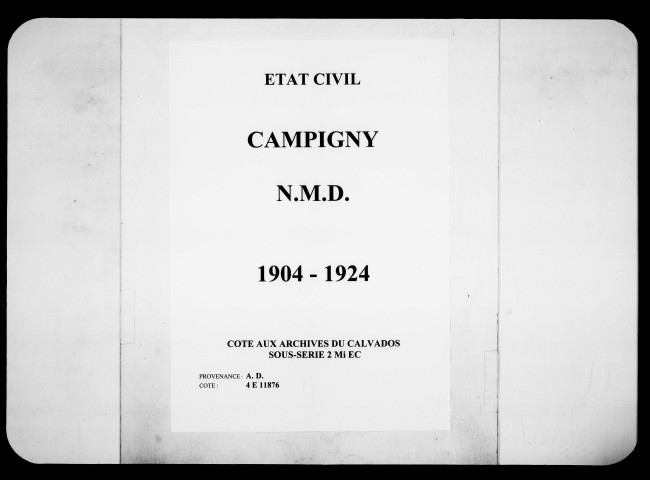 ETAT CIVIL
CAMPIGNY
N.M.D.
1904 - 1924
COTE AUX ARCHIVES DU CALVADOS
SOUS-SERIE 2 Mi EC
PROVENANCE : A. D.
COTE : 4 E 11876